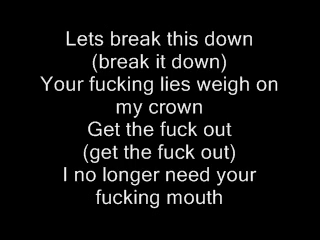 Lets break this down
(break it down)
Your fucking lies weigh on
my crown
Get the fuck out
(get the fuck out)
I no longer need your
fucking mouth